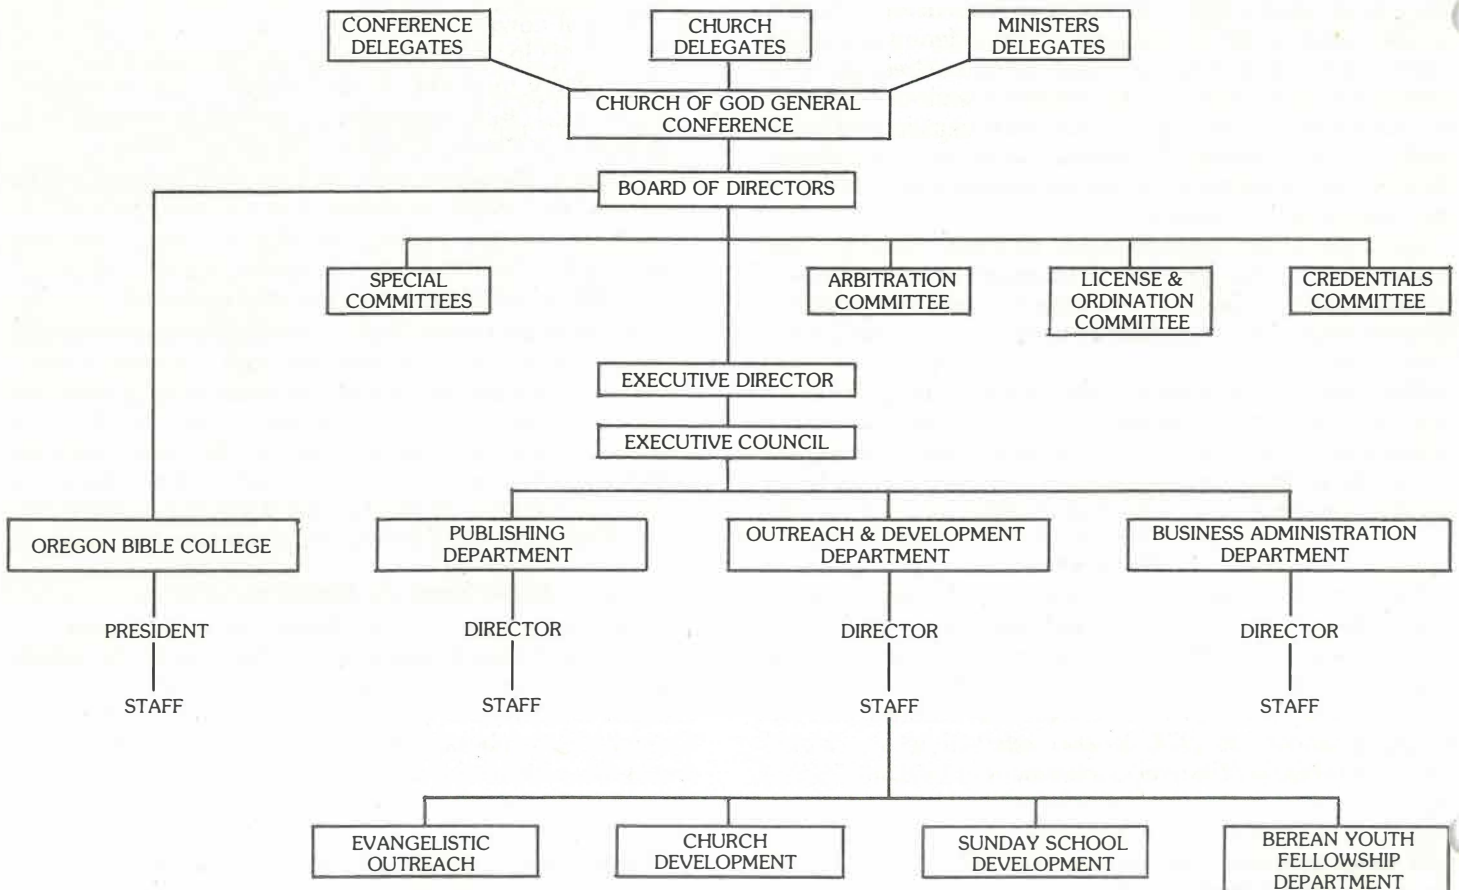 CONFERENCE
DELEGATES
CHURCH
DELEGATES
MINISTERS
DELEGATES
CHURCH OF GOD GENERAL
CONFERENCE
BOARD OF DIRECTORS
SPECIAL
COMMITTEES
ARBITRATION
COMMITTEE
LICENSE &
ORDINATION
COMMITTEE
CREDENTIALS
COMMITTEE
EXECUTIVE DIRECTOR
EXECUTIVE COUNCIL
OREGON BIBLE COLLEGE
PUBLISHING
DEPARTMENT
OUTREACH & DEVELOPMENT
DEPARTMENT
BUSINESS ADMINISTRATION
DEPARTMENT
PRESIDENT
DIRECTOR
DIRECTOR
DIRECTOR
STAFF
STAFF
STAFF
STAFF
EVANGELISTIC
OUTREACH
CHURCH
DEVELOPMENT
SUNDAY SCHOOL
DEVELOPMENT
BEREAN YOUTH
FELLOWSHIP
DEPARTMENT